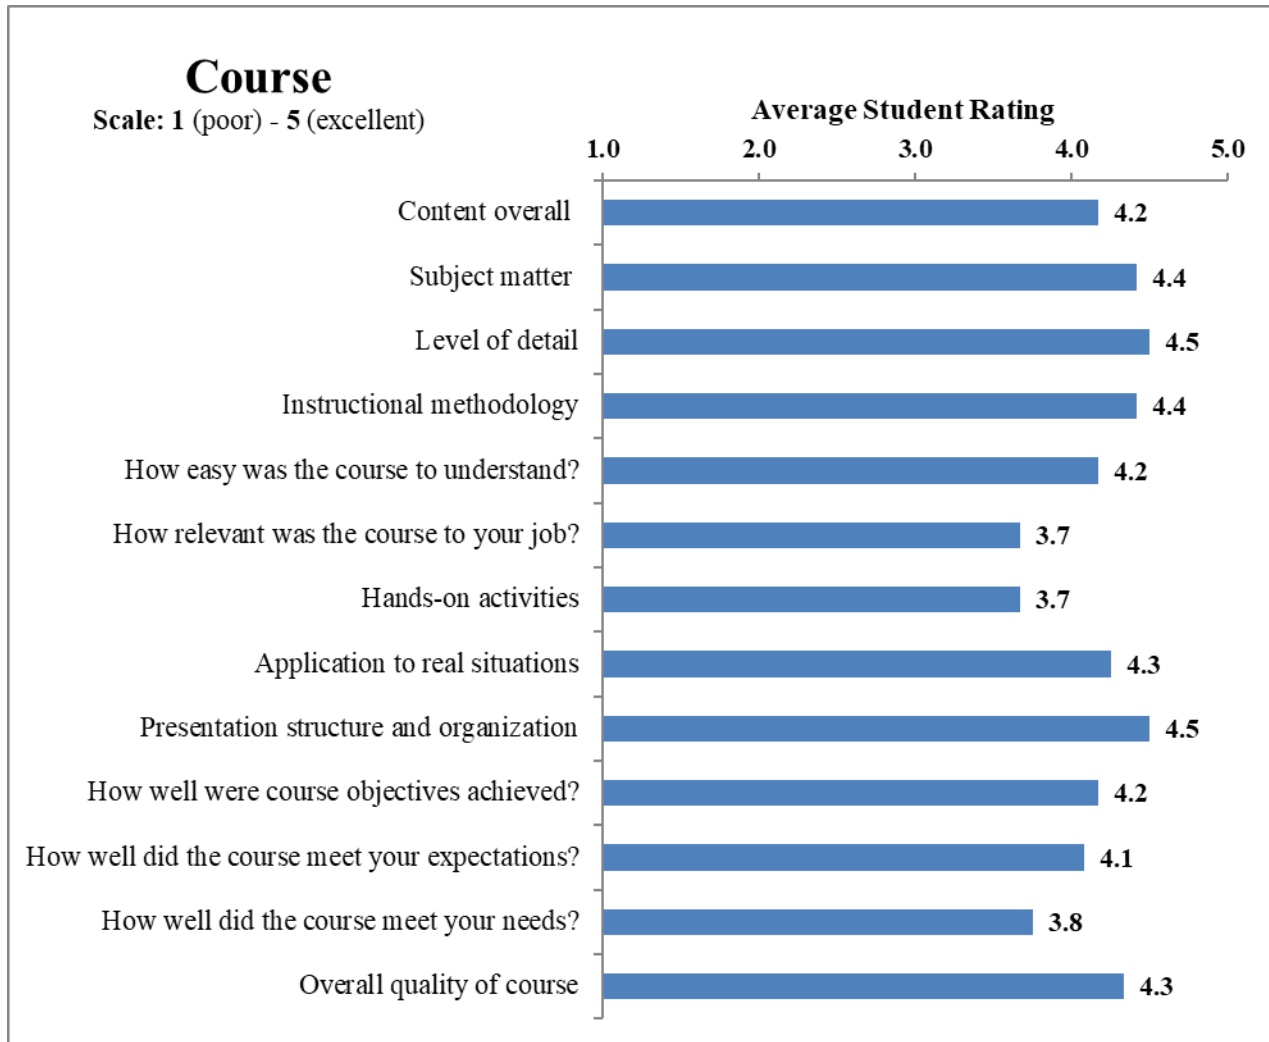 Course
Scale: 1 (poor) - 5 (excellent)
Average Student Rating
1.0 2.0 3.0 4.0 5.0
Content overall 4.2
Subject matter 4.4
Level of detail 4.5
Instructional methodology 4.4
How easy was the course to understand? 4.2
How relevant was the course to your job? 3.7
Hands-on activities 3.7
Application to real situations 4.3
Presentation structure and organization 4.5
How well were course objectives achieved? 4.2
How well did the course meet your expectations? 4.1
How well did the course meet your needs? 3.8
Overall quality of course 4.3